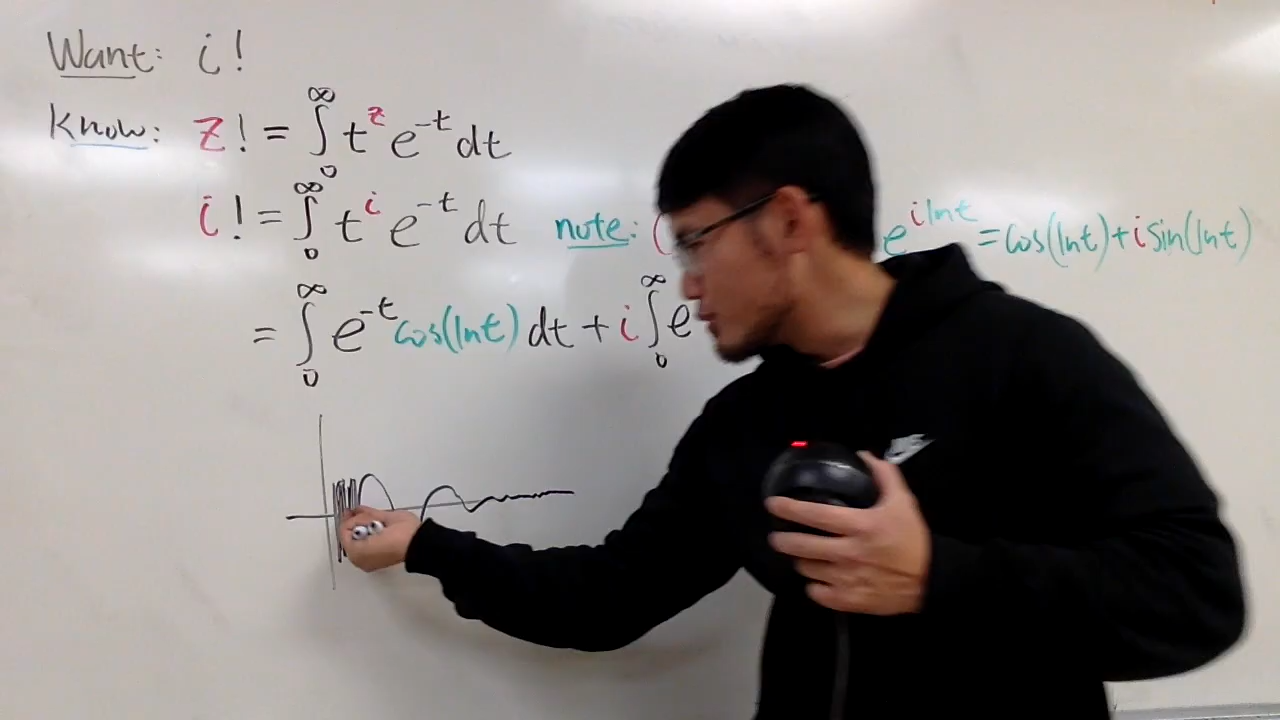 Want: i!
Know: z! = ∫₀^∞ t^z e^-t dt
i! = ∫₀^∞ t^i e^-t dt note: ( e^i ln t = cos(ln t) + i sin(ln t)
= ∫₀^∞ e^-t cos(ln t) dt + i ∫₀^∞ e